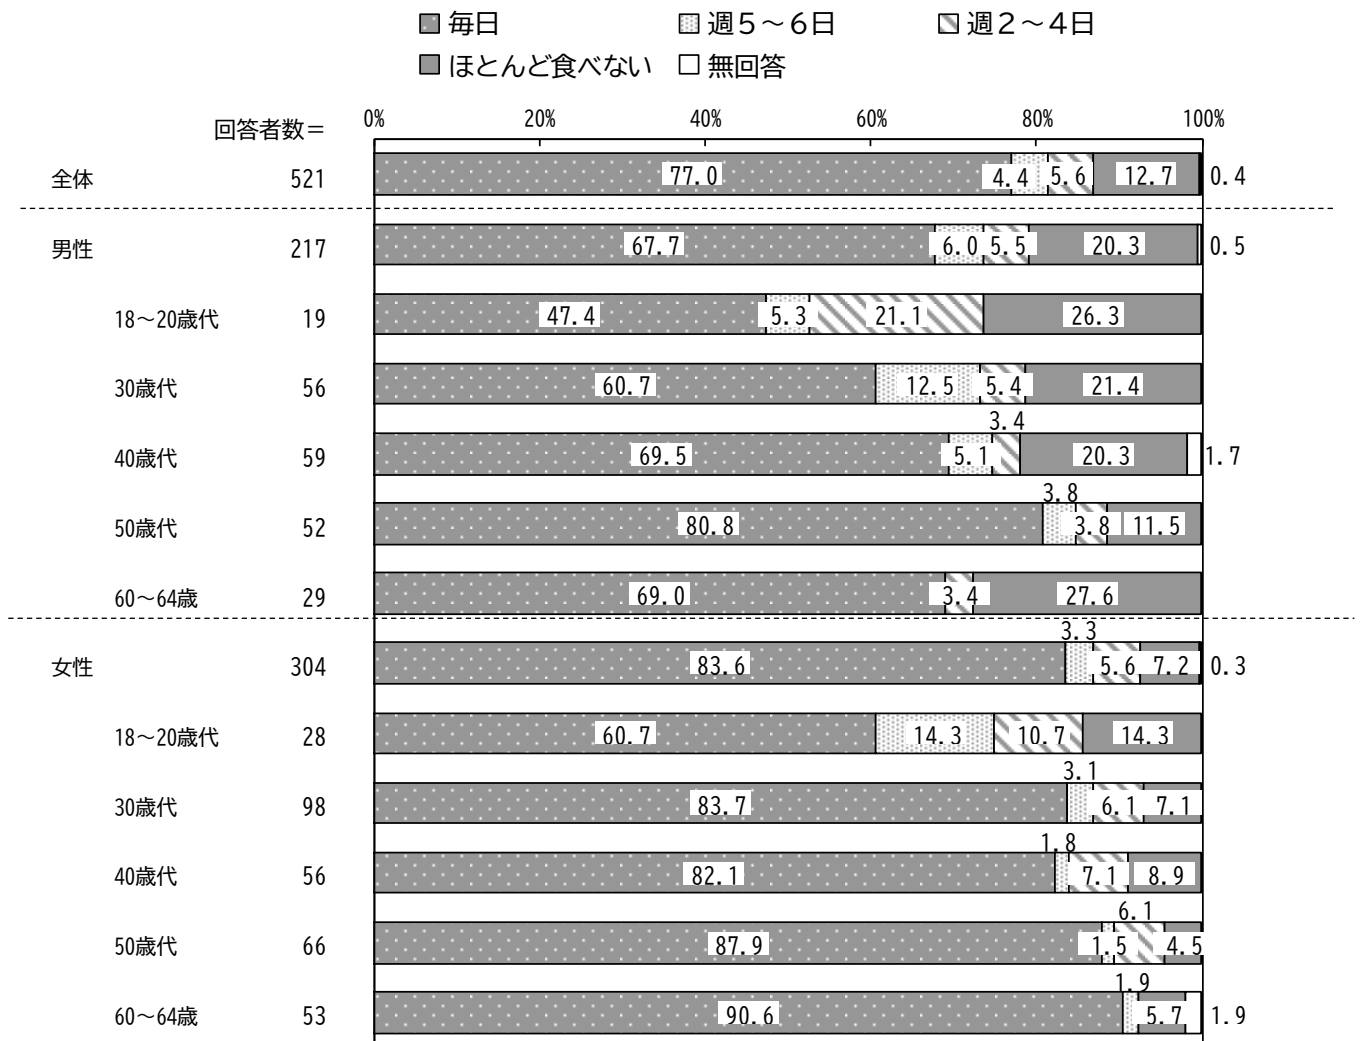 毎日 週５～６日 週２～４日
ほとんど食べない 無回答
回答者数＝ 0% 20% 40% 60% 80% 100%
全体 521 77.0 4.4 5.6 12.7 0.4
男性 217 67.7 6.0 5.5 20.3 0.5
18～20歳代 19 47.4 5.3 21.1 26.3
30歳代 56 60.7 12.5 5.4 21.4
3.4
40歳代 59 69.5 5.1 20.3 1.7
3.8
50歳代 52 80.8 3.8 11.5
60～64歳 29 69.0 3.4 27.6
3.3
女性 304 83.6 5.6 7.2 0.3
18～20歳代 28 60.7 14.3 10.7 14.3
3.1
30歳代 98 83.7 6.1 7.1
1.8
40歳代 56 82.1 7.1 8.9
6.1
50歳代 66 87.9 1.5 4.5
1.9
60～64歳 53 90.6 5.7 1.9